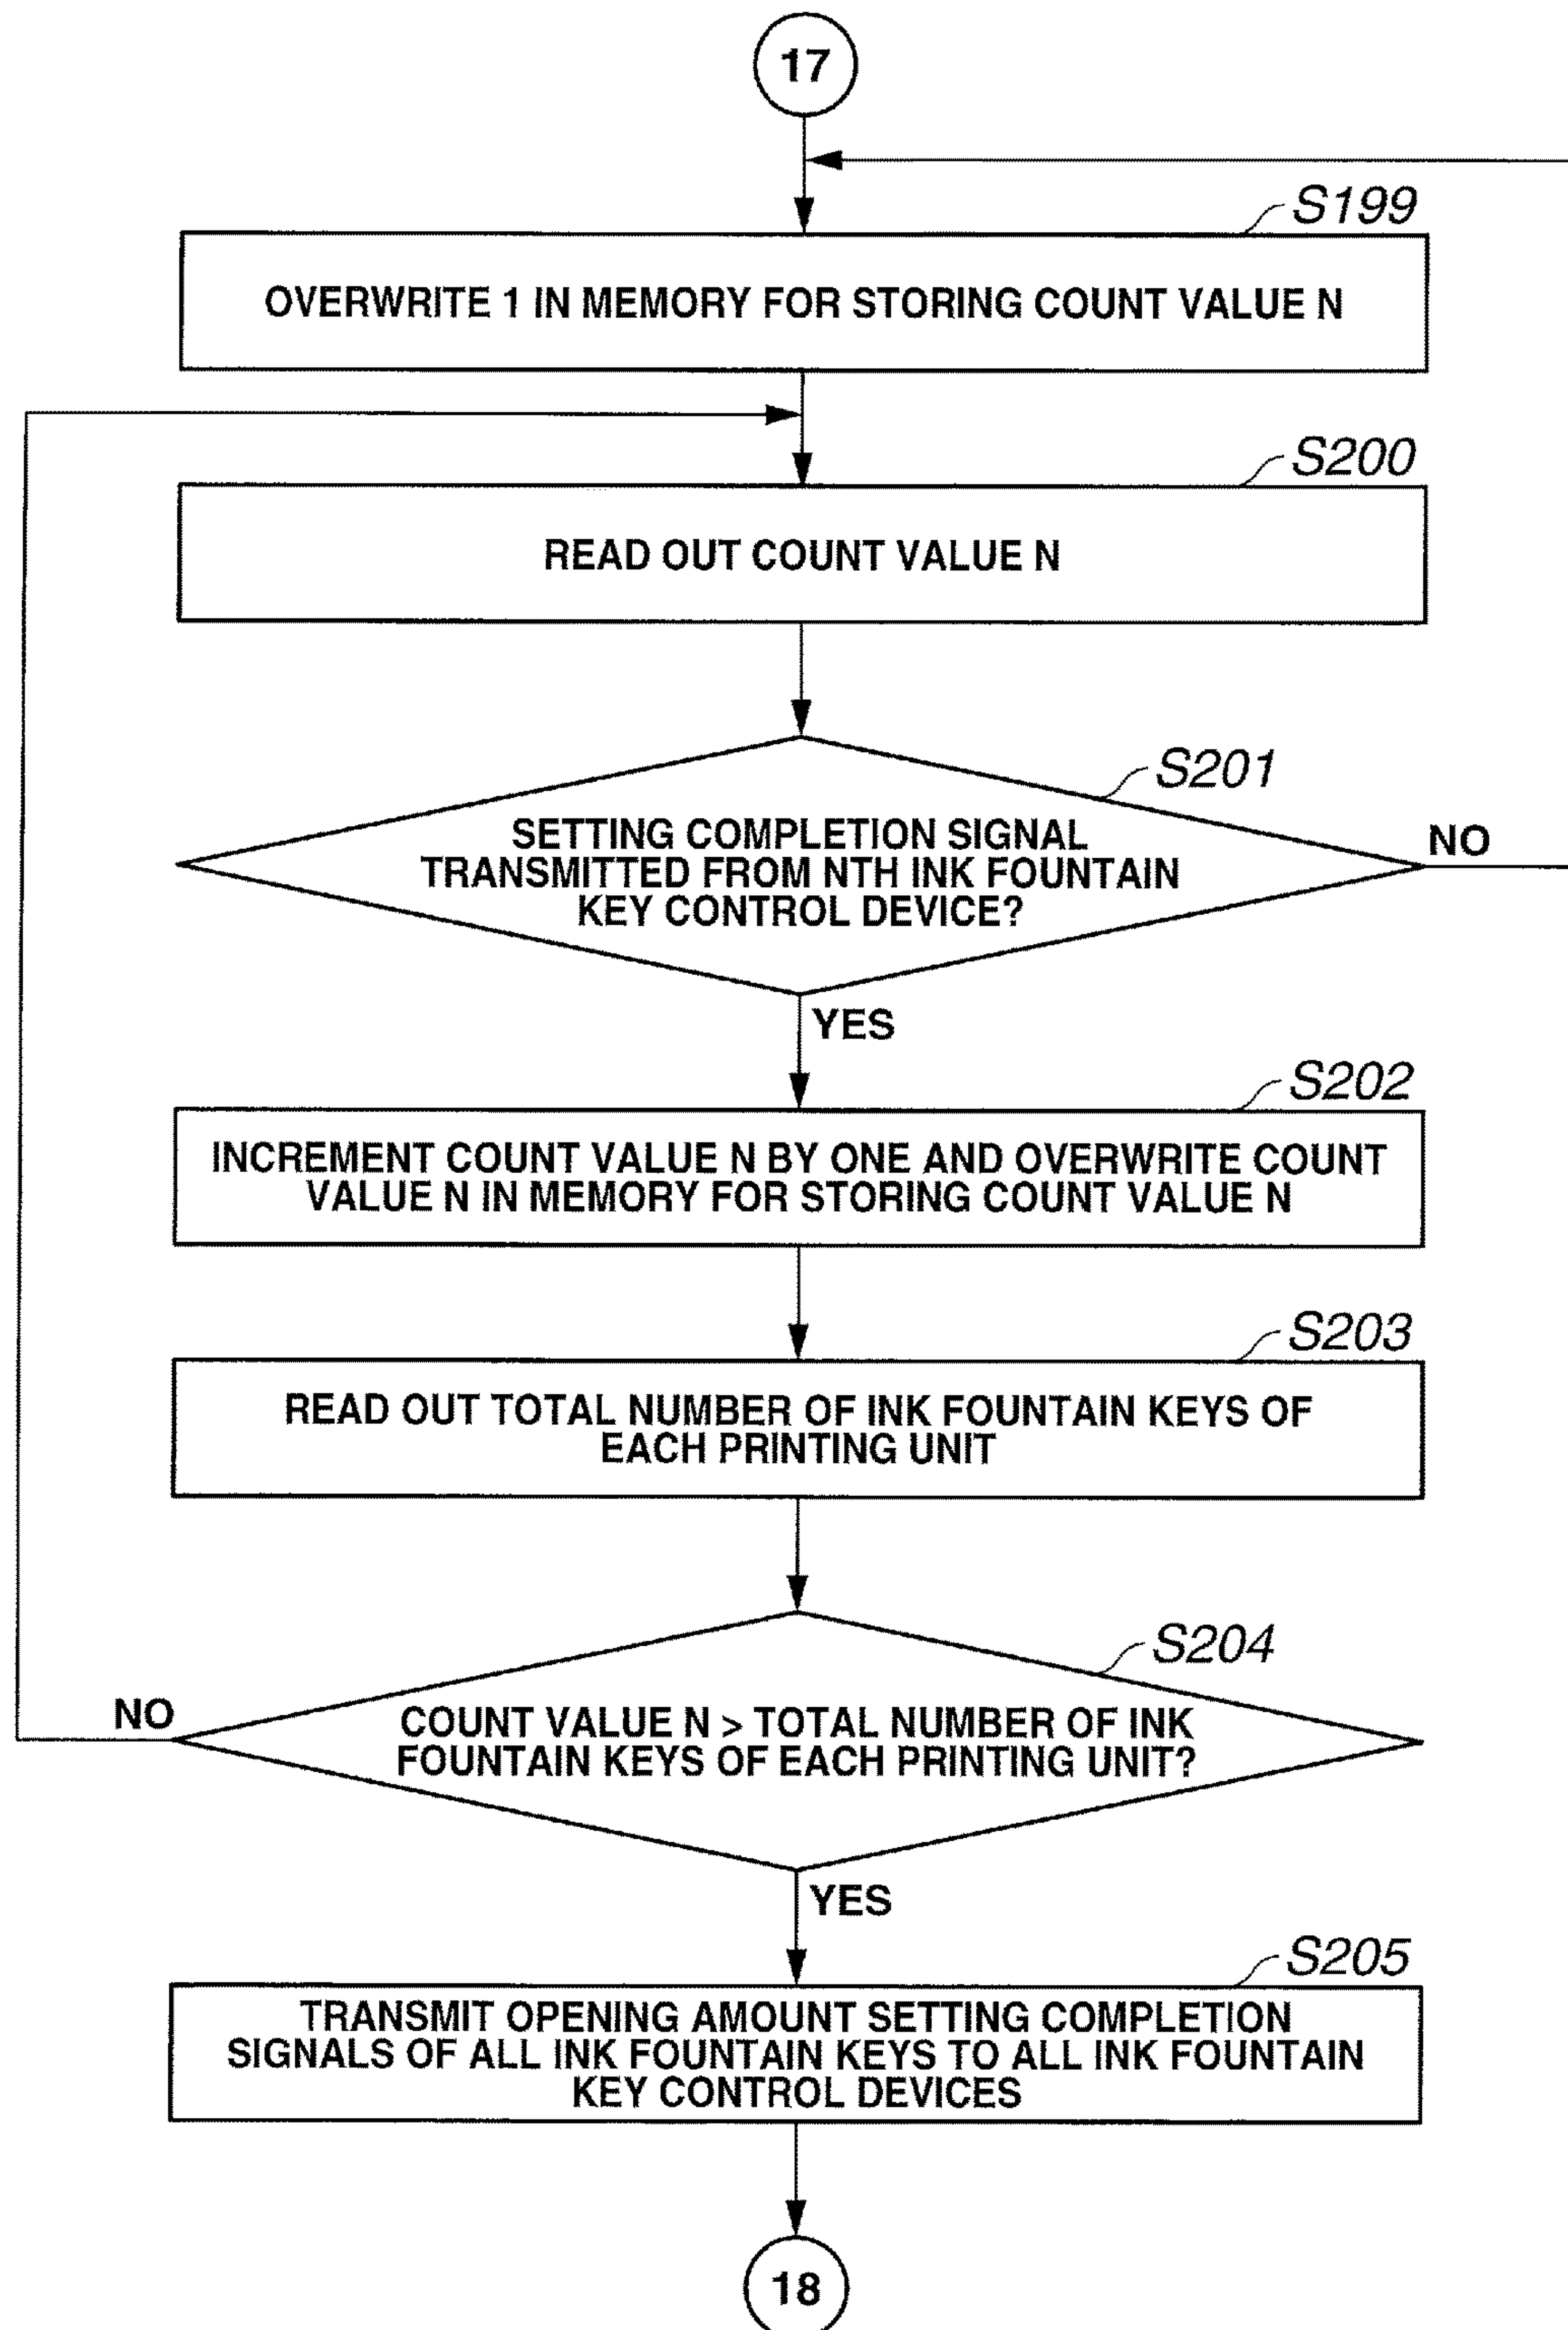 17
S199
OVERWRITE 1 IN MEMORY FOR STORING COUNT VALUE N
S200
READ OUT COUNT VALUE N
S201
SETTING COMPLETION SIGNAL
TRANSMITTED FROM NTH INK FOUNTAIN
KEY CONTROL DEVICE?
NO
YES
S202
INCREMENT COUNT VALUE N BY ONE AND OVERWRITE COUNT
VALUE N IN MEMORY FOR STORING COUNT VALUE N
S203
READ OUT TOTAL NUMBER OF INK FOUNTAIN KEYS OF
EACH PRINTING UNIT
S204
NO
COUNT VALUE N > TOTAL NUMBER OF INK
FOUNTAIN KEYS OF EACH PRINTING UNIT?
YES
S205
TRANSMIT OPENING AMOUNT SETTING COMPLETION
SIGNALS OF ALL INK FOUNTAIN KEYS TO ALL INK FOUNTAIN
KEY CONTROL DEVICES
18